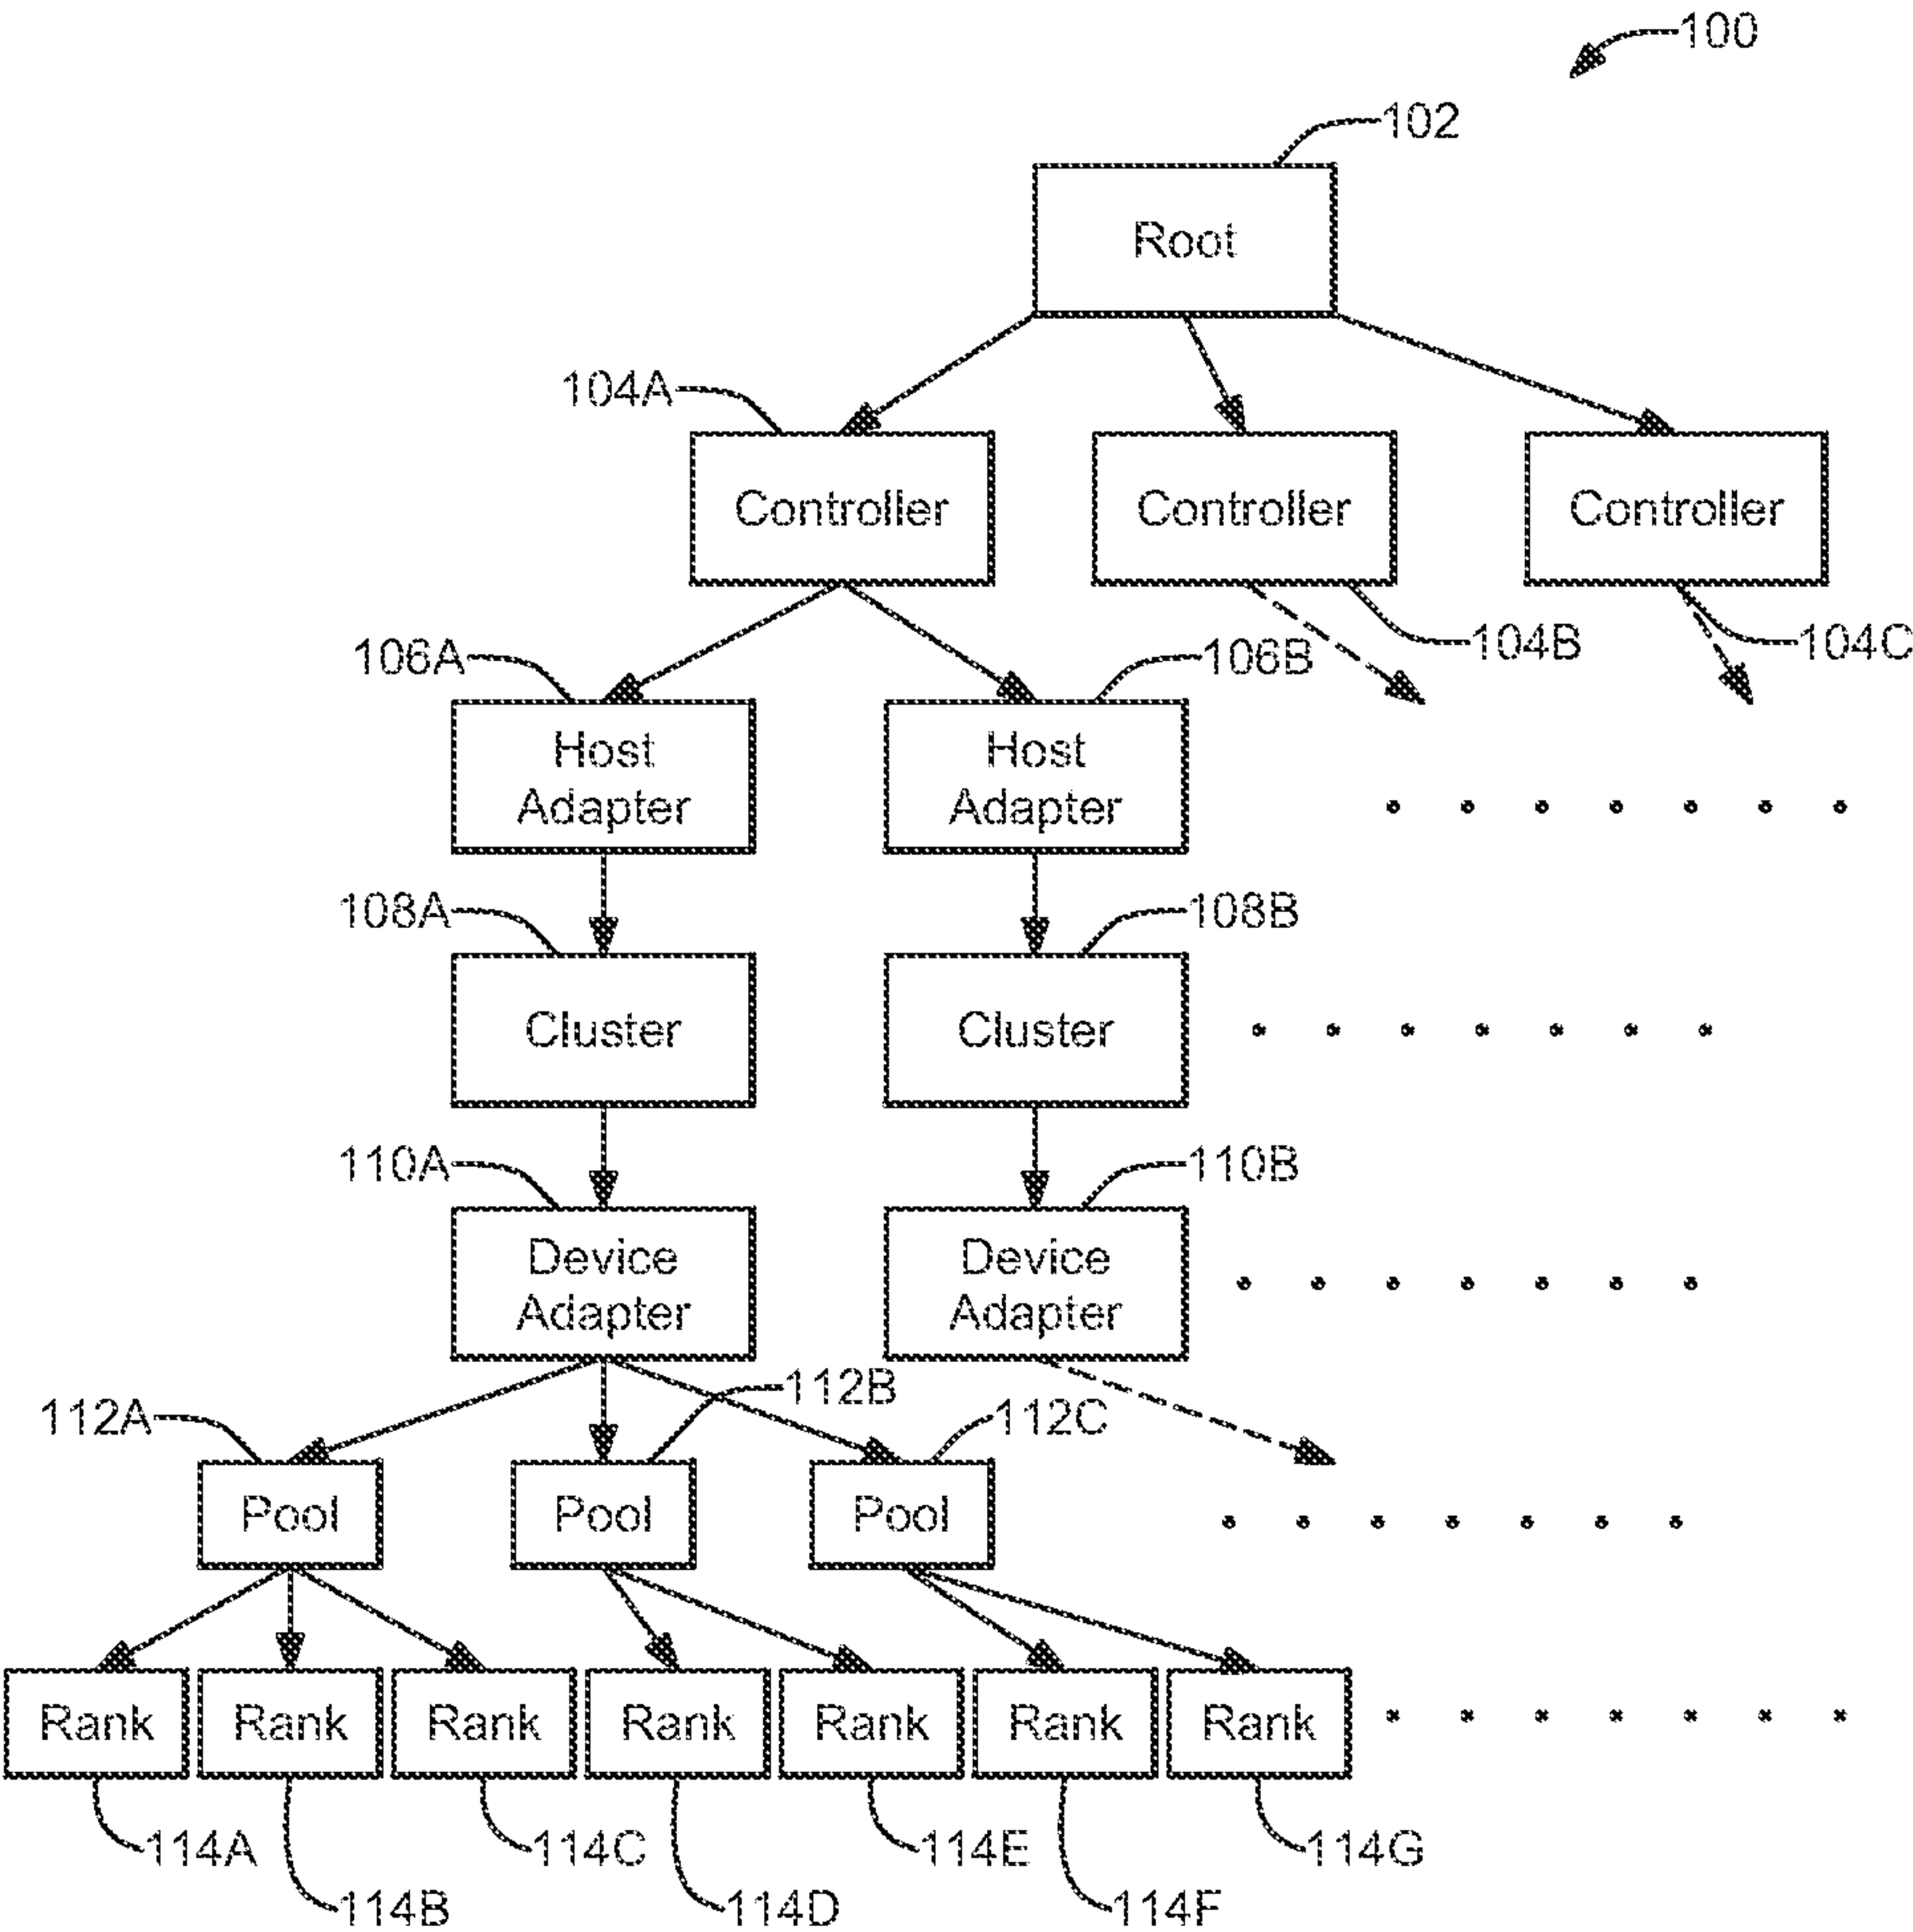 100
102
Root
104A
Controller
Controller
Controller
104B
104C
106A
106B
Host
Adapter
Host
Adapter
108A
108B
Cluster
Cluster
110A
110B
Device
Adapter
Device
Adapter
112A
112B
112C
Pool
Pool
Pool
Rank
Rank
Rank
Rank
Rank
Rank
Rank
114A
114B
114C
114D
114E
114F
114G